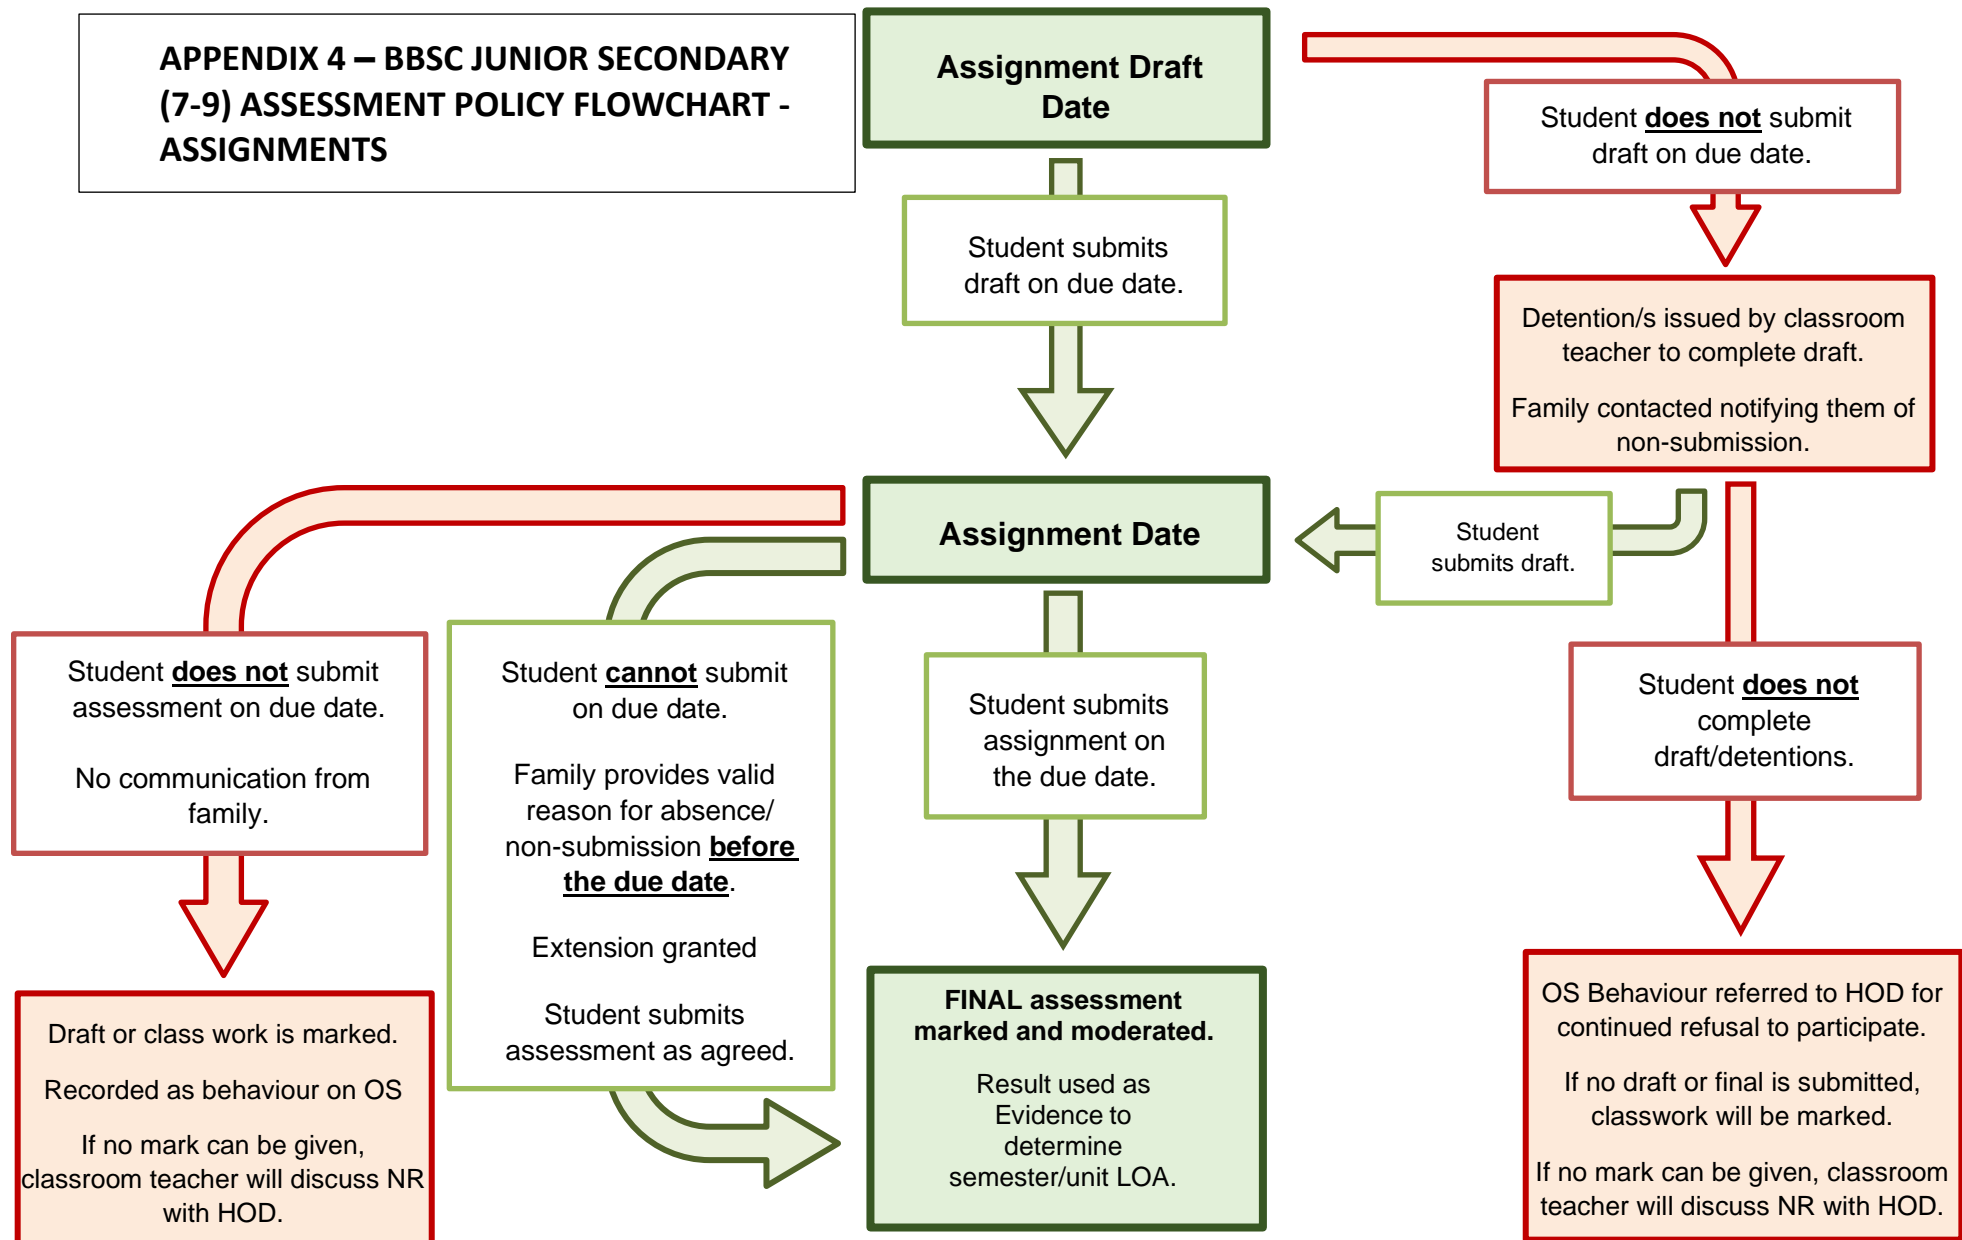 APPENDIX 4 – BBSC JUNIOR SECONDARY
(7-9) ASSESSMENT POLICY FLOWCHART -
ASSIGNMENTS
Assignment Draft
Date
Student does not submit
draft on due date.
Student submits
draft on due date.
Detention/s issued by classroom
teacher to complete draft.
Family contacted notifying them of
non-submission.
Assignment Date
Student
submits draft.
Student does not submit
assessment on due date.
No communication from
family.
Student cannot submit
on due date.
Family provides valid
reason for absence/
non-submission before
the due date.
Extension granted
Student submits
assessment as agreed.
Student submits
assignment on
the due date.
Student does not
complete
draft/detentions.
Draft or class work is marked.
Recorded as behaviour on OS
If no mark can be given,
classroom teacher will discuss NR
with HOD.
FINAL assessment
marked and moderated.
Result used as
Evidence to
determine
semester/unit LOA.
OS Behaviour referred to HOD for
continued refusal to participate.
If no draft or final is submitted,
classwork will be marked.
If no mark can be given, classroom
teacher will discuss NR with HOD.